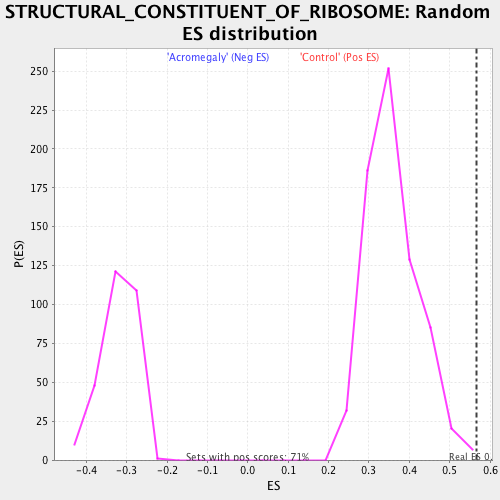 STRUCTURAL_CONSTITUENT_OF_RIBOSOME: Random
ES distribution
'Acromegaly' (Neg ES) 'Control' (Pos ES)
250
225
200
175
150
125
100
75
50
25
0
P(ES)
Sets with pos scores: 71%
Real ES 0.
-0.4 -0.3 -0.2 -0.1 0.0 0.1 0.2 0.3 0.4 0.5 0.6
ES